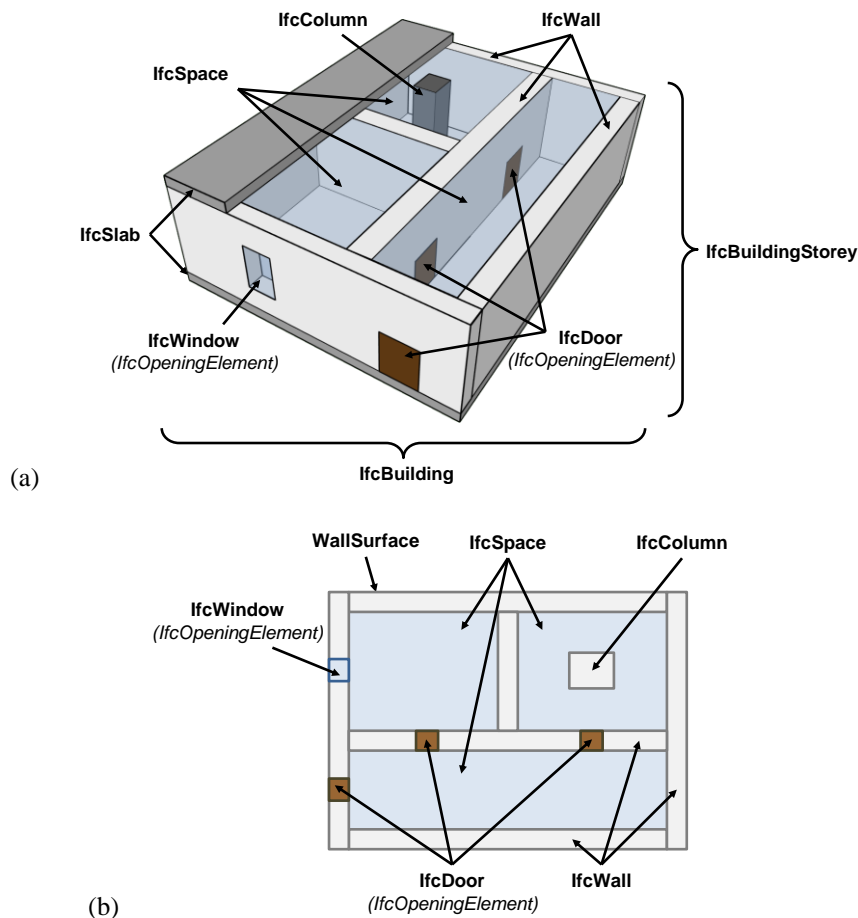 IfcColumn
IfcWall
IfcSpace
IfcSlab
IfcBuildingStorey
IfcWindow
(IfcOpeningElement)
IfcDoor
(IfcOpeningElement)
IfcBuilding
(a)
WallSurface
IfcSpace
IfcColumn
IfcWindow
(IfcOpeningElement)
IfcDoor
(IfcOpeningElement)
IfcWall
(b)